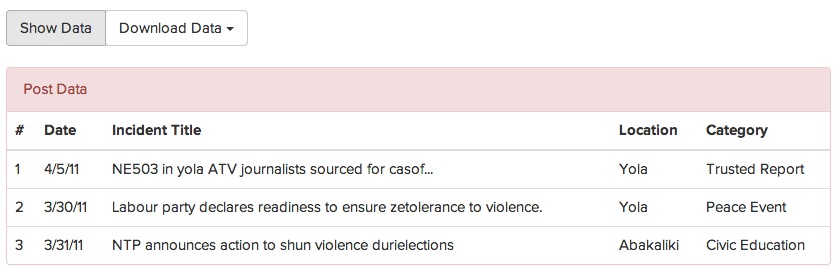 Show Data Download Data
Post Data
# Date Incident Title Location Category
1 4/5/11 NE503 in yola ATV journalists sourced for casof... Yola Trusted Report
2 3/30/11 Labour party declares readiness to ensure zetolerance to violence. Yola Peace Event
3 3/31/11 NTP announces action to shun violence durielections Abakaliki Civic Education